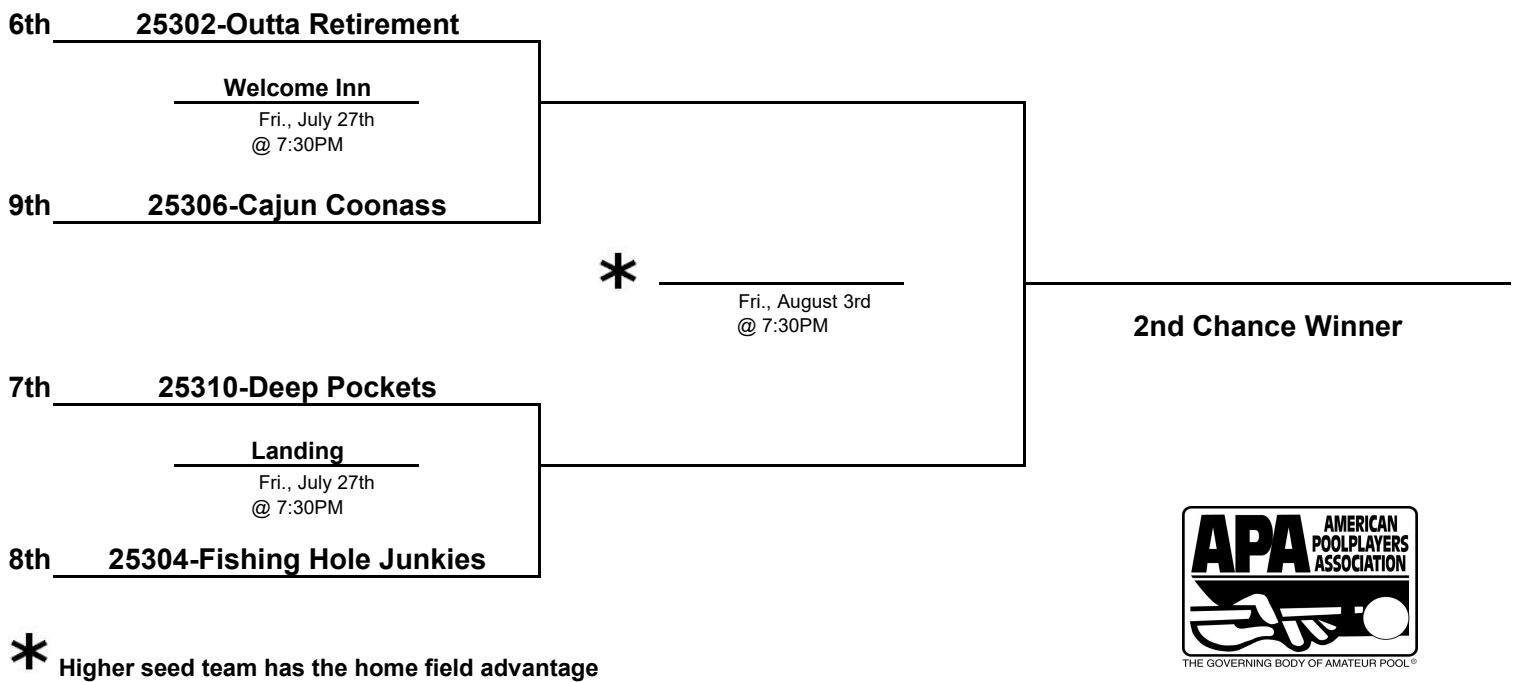 6th 25302-Outta Retirement
Welcome Inn
Fri., July 27th
@ 7:30PM
9th 25306-Cajun Coonass
* 
Fri., August 3rd
@ 7:30PM
2nd Chance Winner
7th 25310-Deep Pockets
Landing
Fri., July 27th
@ 7:30PM
8th 25304-Fishing Hole Junkies
* Higher seed team has the home field advantage
APA AMERICAN
POOLPLAYERS
ASSOCIATION
THE GOVERNING BODY OF AMATEUR POOL®